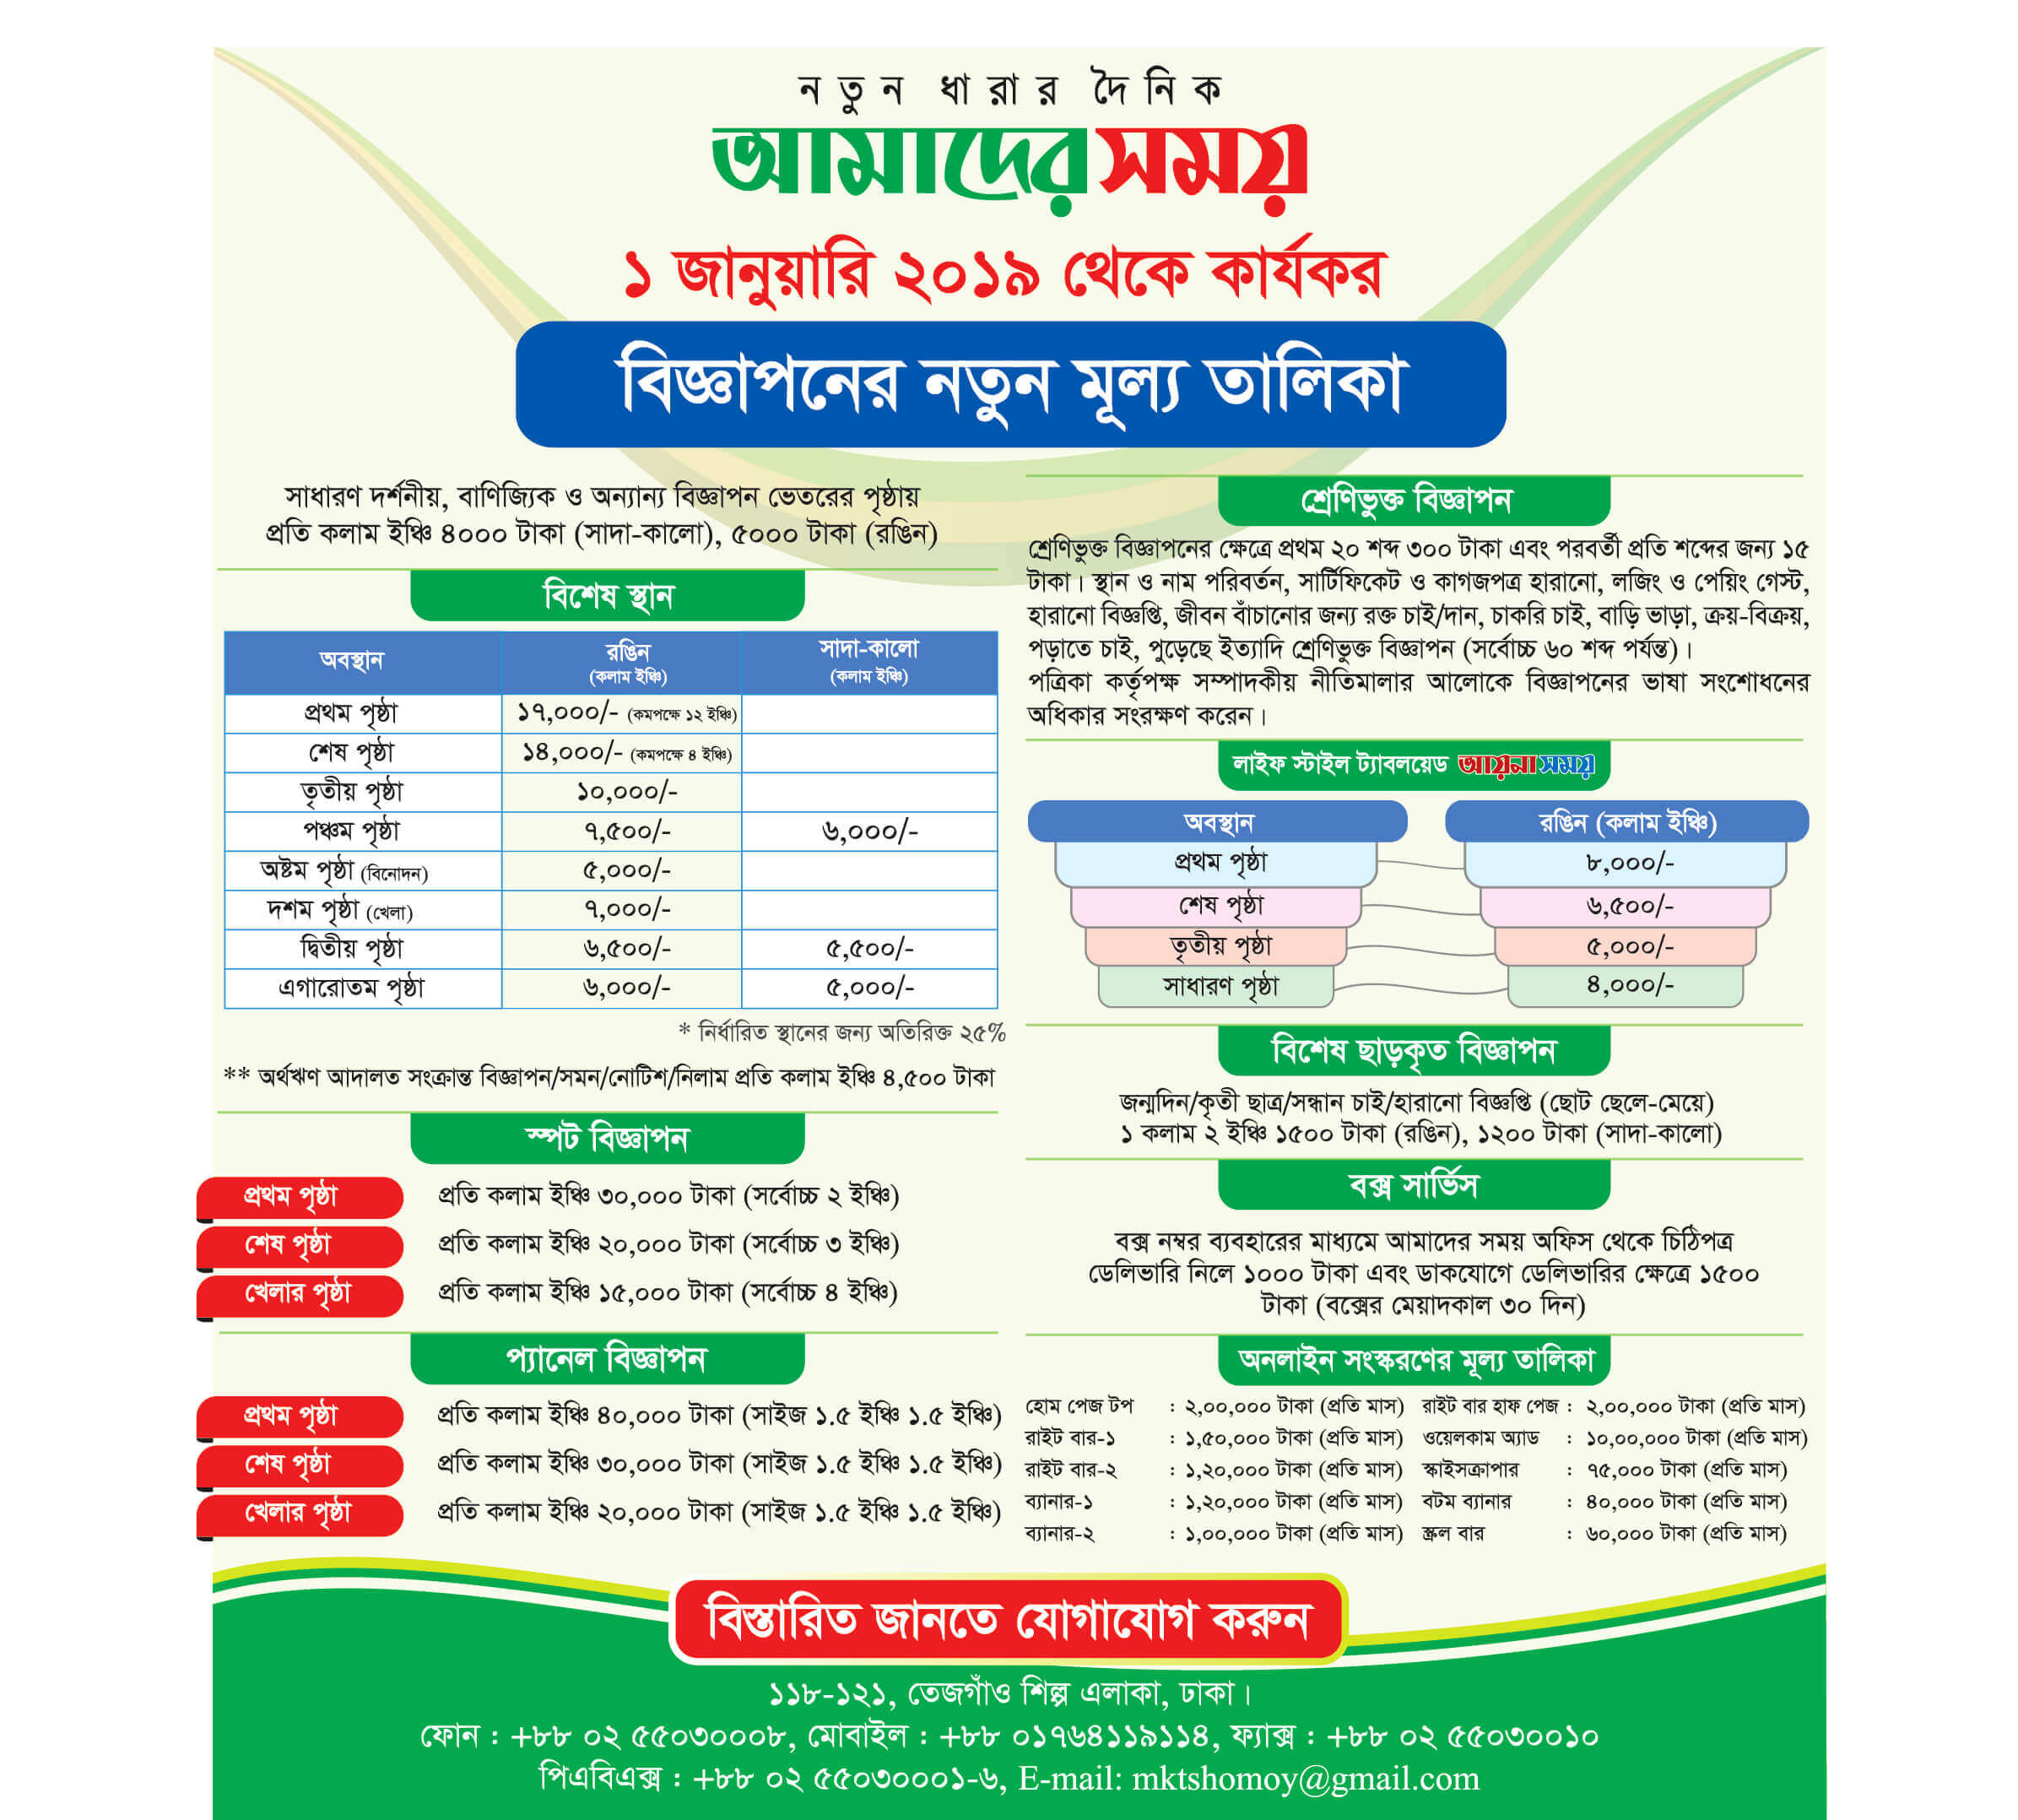 নতুন ধারার দৈনিক
আমাদের সময়
১ জানুয়ারি ২০১৯ থেকে কার্যকর
বিজ্ঞাপনের নতুন মূল্য তালিকা
সাধারণ দর্শনীয়, বাণিজ্যিক ও অন্যান্য বিজ্ঞাপন ভেতরের পৃষ্ঠায়
প্রতি কলাম ইঞ্চি ৪০০০ টাকা (সাদা-কালো), ৫০০০ টাকা (রঙিন)
বিশেষ স্থান
অবস্থান রঙিন (কলাম ইঞ্চি) সাদা-কালো (কলাম ইঞ্চি)
প্রথম পৃষ্ঠা ১৭,০০০/- (কমপক্ষে ১২ ইঞ্চি)
শেষ পৃষ্ঠা ১৪,০০০/- (কমপক্ষে ৪ ইঞ্চি)
তৃতীয় পৃষ্ঠা ১০,০০০/-
পঞ্চম পৃষ্ঠা ৭,৫০০/- ৬,০০০/-
অষ্টম পৃষ্ঠা (বিনোদন) ৫,০০০/-
দশম পৃষ্ঠা (খেলা) ৭,০০০/-
দ্বিতীয় পৃষ্ঠা ৬,৫০০/- ৫,৫০০/-
এগারোতম পৃষ্ঠা ৬,০০০/- ৫,০০০/-
* নির্ধারিত স্থানের জন্য অতিরিক্ত ২৫%
** অর্থঋণ আদালত সংক্রান্ত বিজ্ঞাপন/সমন/নোটিশ/নিলাম প্রতি কলাম ইঞ্চি ৪,৫০০ টাকা
স্পট বিজ্ঞাপন
প্রথম পৃষ্ঠা প্রতি কলাম ইঞ্চি ৩০,০০০ টাকা (সর্বোচ্চ ২ ইঞ্চি)
শেষ পৃষ্ঠা প্রতি কলাম ইঞ্চি ২০,০০০ টাকা (সর্বোচ্চ ৩ ইঞ্চি)
খেলার পৃষ্ঠা প্রতি কলাম ইঞ্চি ১৫,০০০ টাকা (সর্বোচ্চ ৪ ইঞ্চি)
প্যানেল বিজ্ঞাপন
প্রথম পৃষ্ঠা প্রতি কলাম ইঞ্চি ৪০,০০০ টাকা (সাইজ ১.৫ ইঞ্চি ১.৫ ইঞ্চি)
শেষ পৃষ্ঠা প্রতি কলাম ইঞ্চি ৩০,০০০ টাকা (সাইজ ১.৫ ইঞ্চি ১.৫ ইঞ্চি)
খেলার পৃষ্ঠা প্রতি কলাম ইঞ্চি ২০,০০০ টাকা (সাইজ ১.৫ ইঞ্চি ১.৫ ইঞ্চি)
শ্রেণিভুক্ত বিজ্ঞাপন
শ্রেণিভুক্ত বিজ্ঞাপনের ক্ষেত্রে প্রথম ২০ শব্দ ৩০০ টাকা এবং পরবর্তী প্রতি শব্দের জন্য ১৫
টাকা। স্থান ও নাম পরিবর্তন, সার্টিফিকেট ও কাগজপত্র হারানো, লজিং ও পেয়িং গেস্ট,
হারানো বিজ্ঞপ্তি, জীবন বাঁচানোর জন্য রক্ত চাই/দান, চাকরি চাই, বাড়ি ভাড়া, ক্রয়-বিক্রয়,
পড়াতে চাই, পুড়েছে ইত্যাদি শ্রেণিভুক্ত বিজ্ঞাপন (সর্বোচ্চ ৬০ শব্দ পর্যন্ত)।
পত্রিকা কর্তৃপক্ষ সম্পাদকীয় নীতিমালার আলোকে বিজ্ঞাপনের ভাষা সংশোধনের
অধিকার সংরক্ষণ করেন।
লাইফ স্টাইল ট্যাবলয়েড আয়না সময়
অবস্থান রঙিন (কলাম ইঞ্চি)
প্রথম পৃষ্ঠা ৮,০০০/-
শেষ পৃষ্ঠা ৬,৫০০/-
তৃতীয় পৃষ্ঠা ৫,০০০/-
সাধারণ পৃষ্ঠা ৪,০০০/-
বিশেষ ছাড়কৃত বিজ্ঞাপন
জন্মদিন/কৃতী ছাত্র/সন্ধান চাই/হারানো বিজ্ঞপ্তি (ছোট ছেলে-মেয়ে)
১ কলাম ২ ইঞ্চি ১৫০০ টাকা (রঙিন), ১২০০ টাকা (সাদা-কালো)
বক্স সার্ভিস
বক্স নম্বর ব্যবহারের মাধ্যমে আমাদের সময় অফিস থেকে চিঠিপত্র
ডেলিভারি নিলে ১০০০ টাকা এবং ডাকযোগে ডেলিভারির ক্ষেত্রে ১৫০০
টাকা (বক্সের মেয়াদকাল ৩০ দিন)
অনলাইন সংস্করণের মূল্য তালিকা
হোম পেজ টপ : ২,০০,০০০ টাকা (প্রতি মাস) রাইট বার হাফ পেজ : ২,০০,০০০ টাকা (প্রতি মাস)
রাইট বার-১ : ১,৫০,০০০ টাকা (প্রতি মাস) ওয়েলকাম অ্যাড : ১০,০০,০০০ টাকা (প্রতি মাস)
রাইট বার-২ : ১,২০,০০০ টাকা (প্রতি মাস) স্কাইসক্রাপার : ৭৫,০০০ টাকা (প্রতি মাস)
ব্যানার-১ : ১,২০,০০০ টাকা (প্রতি মাস) বটম ব্যানার : ৪০,০০০ টাকা (প্রতি মাস)
ব্যানার-২ : ১,০০,০০০ টাকা (প্রতি মাস) স্ক্রল বার : ৬০,০০০ টাকা (প্রতি মাস)
বিস্তারিত জানতে যোগাযোগ করুন
১১৮-১২১, তেজগাঁও শিল্প এলাকা, ঢাকা।
ফোন : +৮৮ ০২ ৫৫০৩০০০৮, মোবাইল : +৮৮ ০১৭৬৪১১৯১১৪, ফ্যাক্স : +৮৮ ০২ ৫৫০৩০০১০
পিএবিএক্স : +৮৮ ০২ ৫৫০৩০০০১-৬, E-mail: mktshomoy@gmail.com